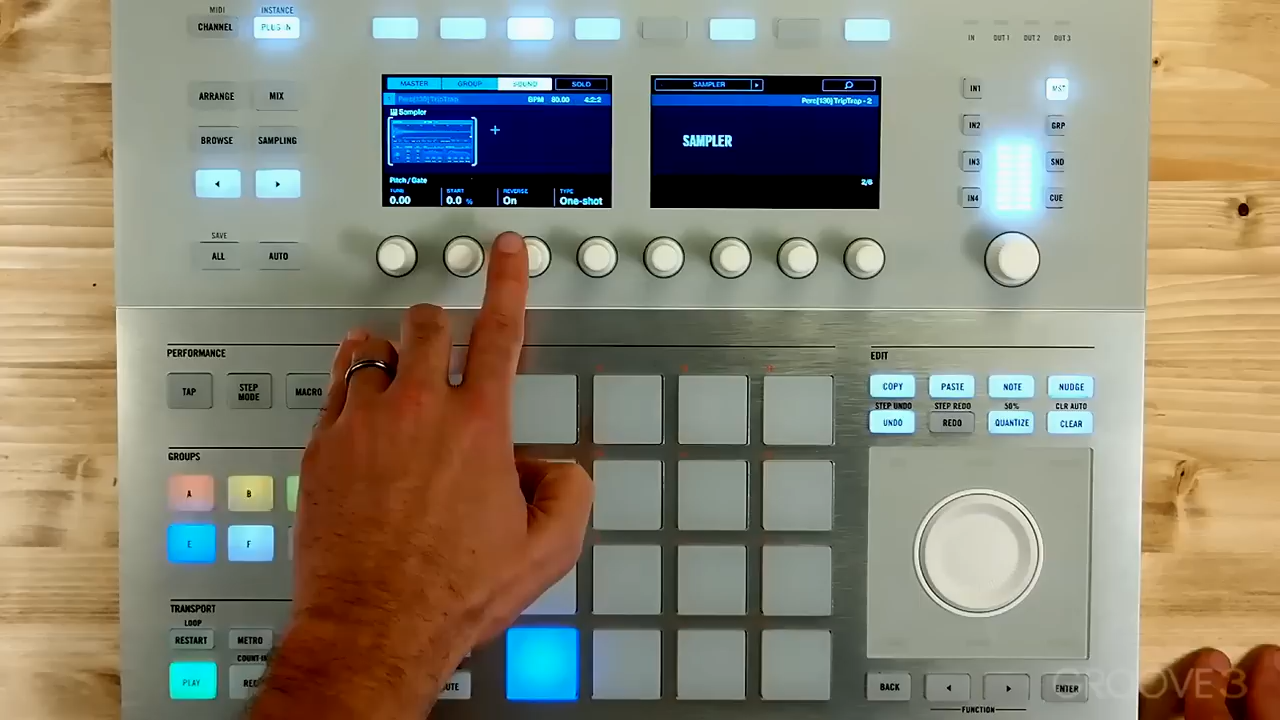 MIDI
INSTANCE
CHANNEL
PLUG-IN
IN
OUT 1
OUT 2
OUT 3
MASTER
GROUP
SOUND
SOLO
SAMPLER
IN1
MST
ARRANGE
MIX
Perc[130] TripTrap
BPM 80.00 4:2:2
Perc[130] TripTrap - 2
Sampler
IN2
GRP
BROWSE
SAMPLING
SAMPLER
IN3
SND
Pitch / Gate
2/6
TUNE
START
REVERSE
TYPE
0.00
0.0 %
On
One-shot
IN4
CUE
SAVE
ALL
AUTO
PERFORMANCE
EDIT
TAP
STEP MODE
MACRO
COPY
PASTE
NOTE
NUDGE
STEP UNDO
STEP REDO
50%
CLR AUTO
UNDO
REDO
QUANTIZE
CLEAR
GROUPS
A
B
E
F
TRANSPORT
LOOP
RESTART
METRO
PLAY
BACK
ENTER
FUNCTION
GROOVE 3